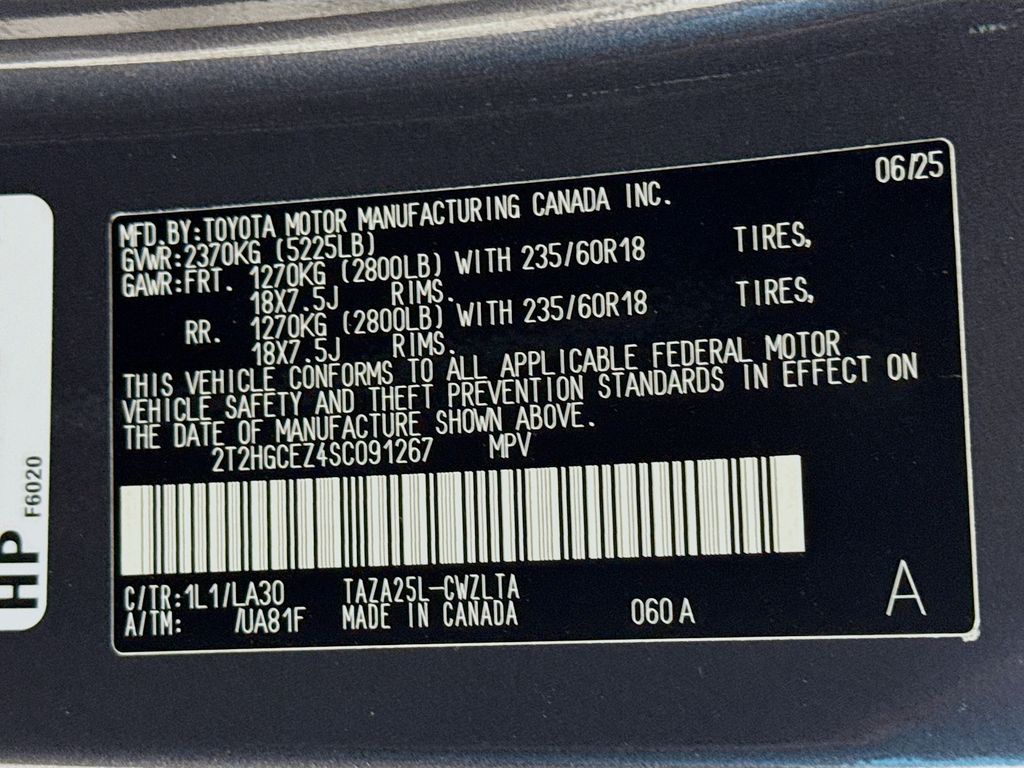 06/25
MFD.BY:TOYOTA MOTOR MANUFACTURING CANADA INC.
GVWR:2370KG (5225LB)
GAWR:FRT. 1270KG (2800LB) WITH 235/60R18 TIRES,
18X7.5J RIMS.
RR. 1270KG (2800LB) WITH 235/60R18 TIRES,
18X7.5J RIMS.
THIS VEHICLE CONFORMS TO ALL APPLICABLE FEDERAL MOTOR
VEHICLE SAFETY AND THEFT PREVENTION STANDARDS IN EFFECT ON
THE DATE OF MANUFACTURE SHOWN ABOVE.
2T2HGCEZ4SC091267 MPV
C/TR:1L1/LA30 TAZA25L-CWZLTA
A/TM: /UA81F MADE IN CANADA 060A A
HP F6020